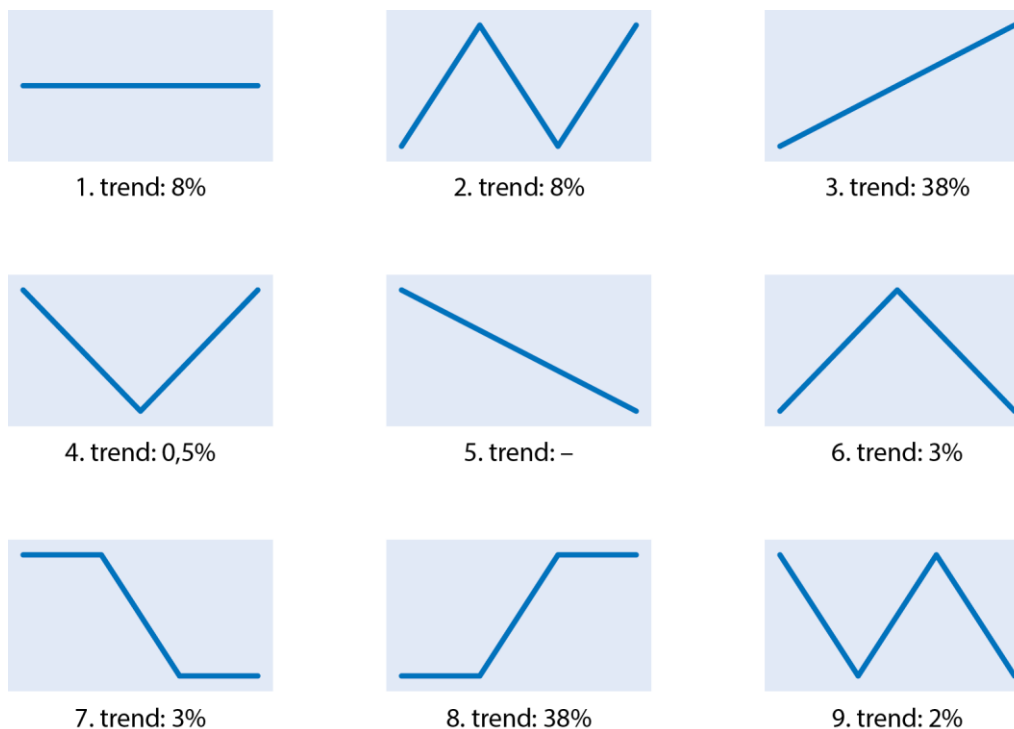 1. trend: 8%
2. trend: 8%
3. trend: 38%
4. trend: 0,5%
5. trend: –
6. trend: 3%
7. trend: 3%
8. trend: 38%
9. trend: 2%